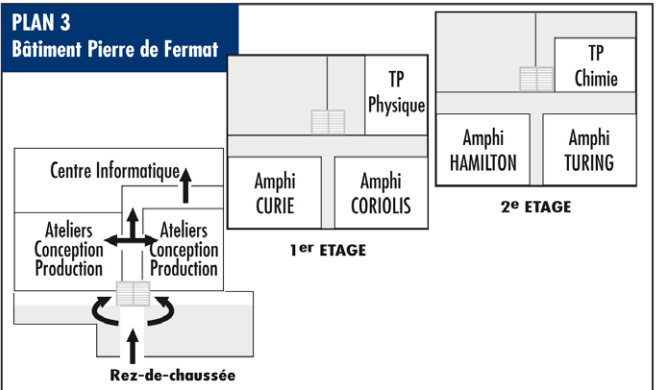 PLAN 3
Bâtiment Pierre de Fermat
TP
Chimie
Amphi
HAMILTON
Amphi
TURING
2e ETAGE
TP
Physique
Amphi
CURIE
Amphi
CORIOLIS
1er ETAGE
Centre Informatique
Ateliers
Conception
Production
Ateliers
Conception
Production
Rez-de-chaussée